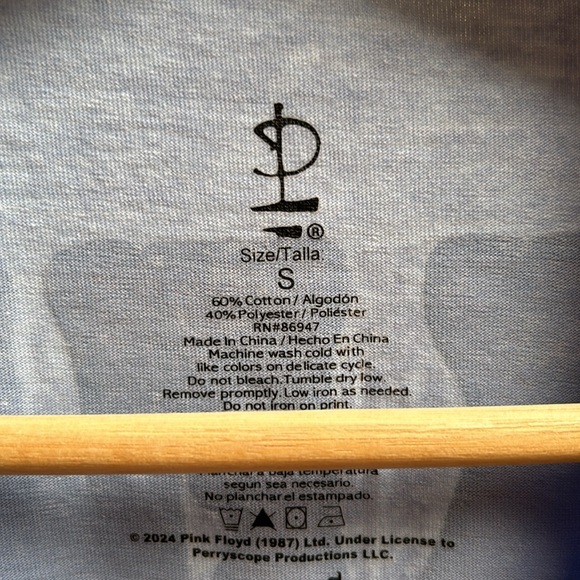 ®
Size/Talla:
S
60% Cotton / Algodón
40% Polyester / Poliéster
RN#86947
Made In China / Hecho En China
Machine wash cold with
like colors on delicate cycle.
Do not bleach. Tumble dry low.
Remove promptly. Low iron as needed.
Do not iron on print.
Planchar a baja temperatura
segun sea necesario.
No planchar el estampado.
© 2024 Pink Floyd (1987) Ltd. Under License to
Perryscope Productions LLC.